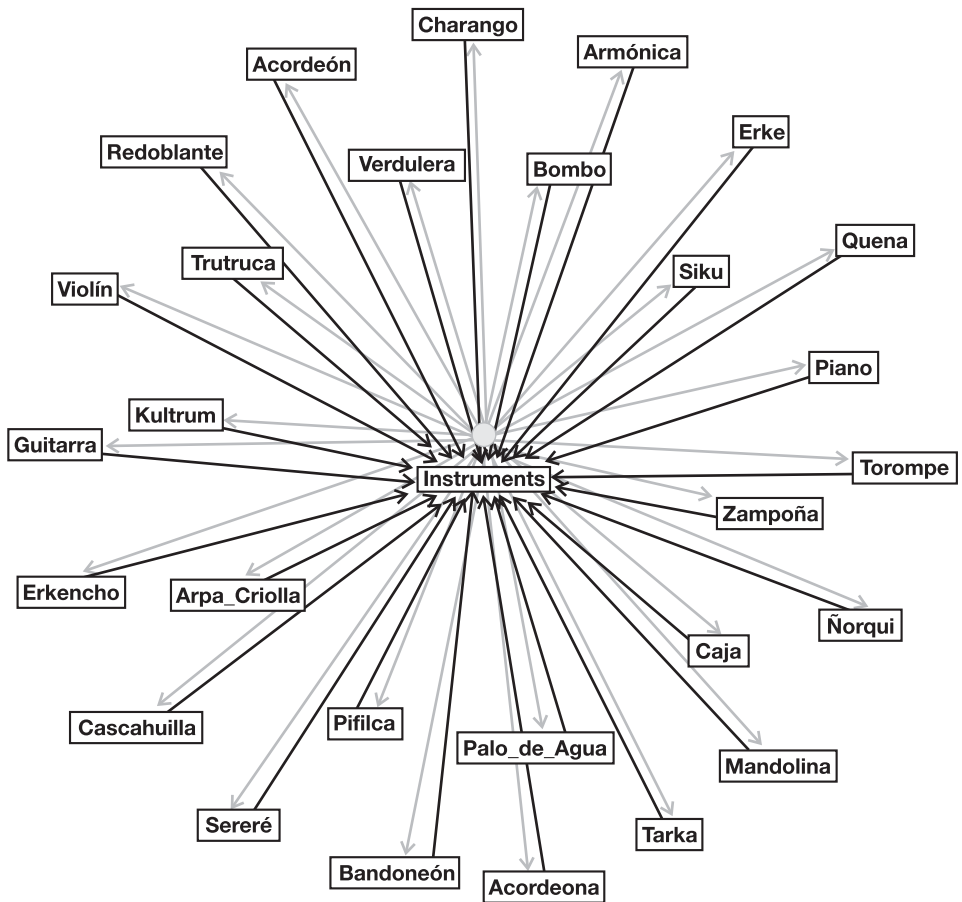 Charango
Armónica
Acordeón
Erke
Redoblante
Verdulera
Bombo
Quena
Trutruca
Siku
Violín
Piano
Kultrum
Guitarra
Torompe
Instruments
Zampoña
Erkencho
Arpa_Criolla
Ñorqui
Caja
Cascahuilla
Pifilca
Palo_de_Agua
Mandolina
Sereré
Tarka
Bandoneón
Acordeona